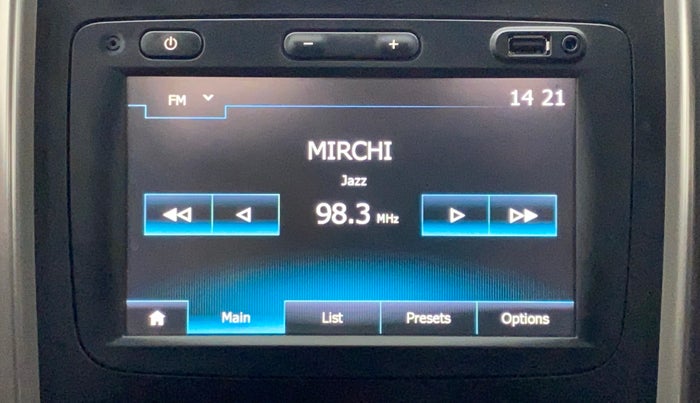 FM
14 21
MIRCHI
Jazz
98.3 MHz
Main
List
Presets
Options